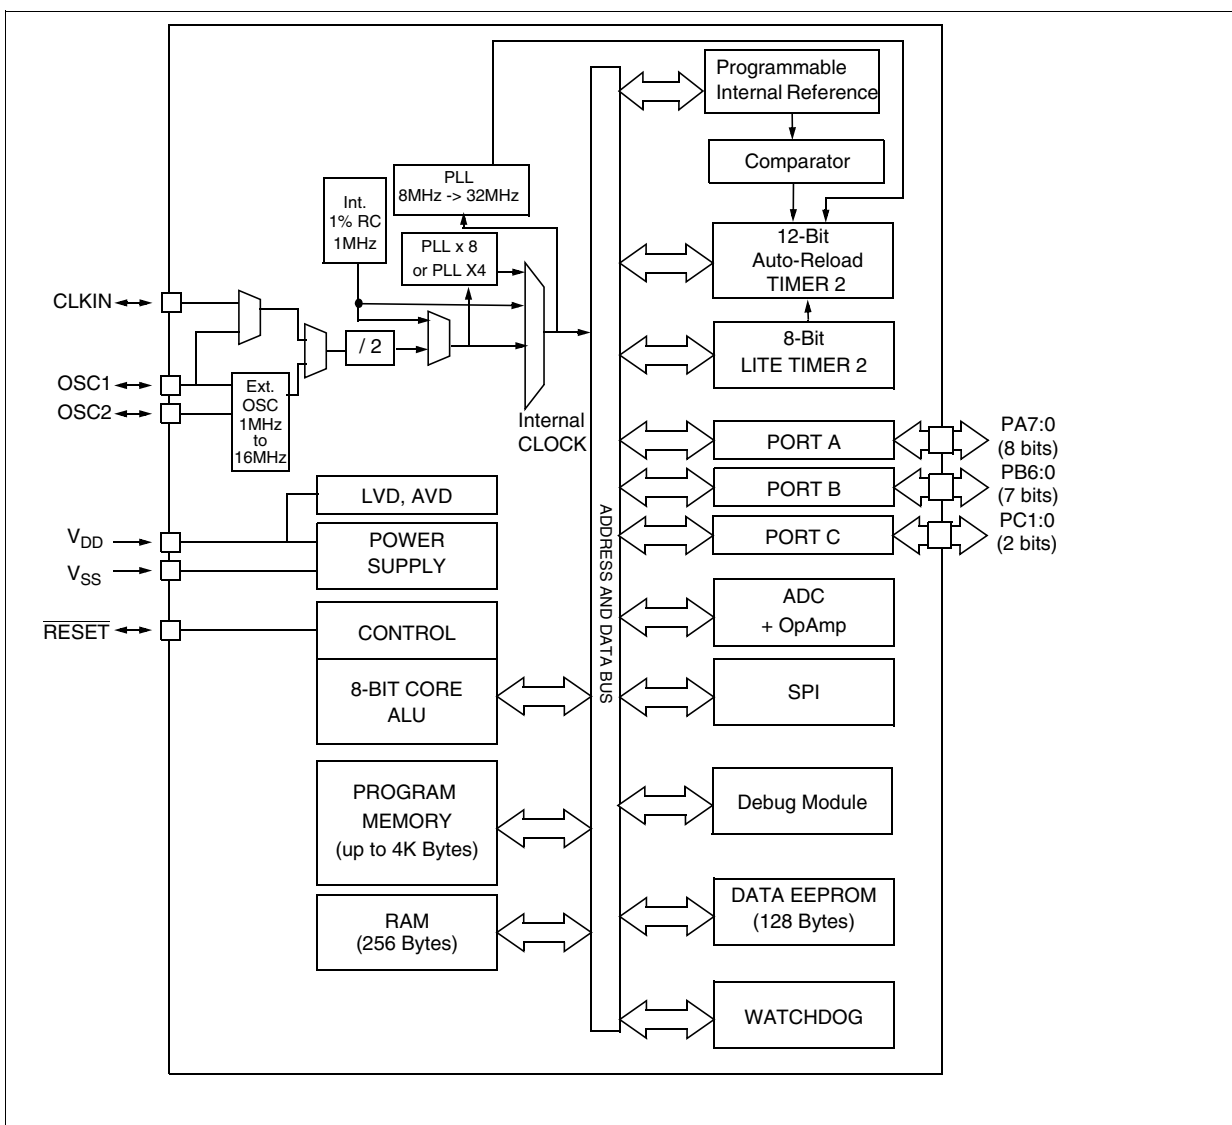 Programmable
Internal Reference
Comparator
PLL
8MHz -> 32MHz
Int.
1% RC
1MHz
PLL x 8
or PLL X4
12-Bit
Auto-Reload
TIMER 2
CLKIN
/ 2
8-Bit
LITE TIMER 2
OSC1
OSC2
Ext.
OSC
1MHz
to
16MHz
Internal
CLOCK
PORT A
PA7:0
(8 bits)
PORT B
PB6:0
(7 bits)
PORT C
PC1:0
(2 bits)
LVD, AVD
VDD
VSS
POWER
SUPPLY
ADDRESS AND DATA BUS
ADC
+ OpAmp
RESET
CONTROL
8-BIT CORE
ALU
SPI
PROGRAM
MEMORY
(up to 4K Bytes)
Debug Module
RAM
(256 Bytes)
DATA EEPROM
(128 Bytes)
WATCHDOG